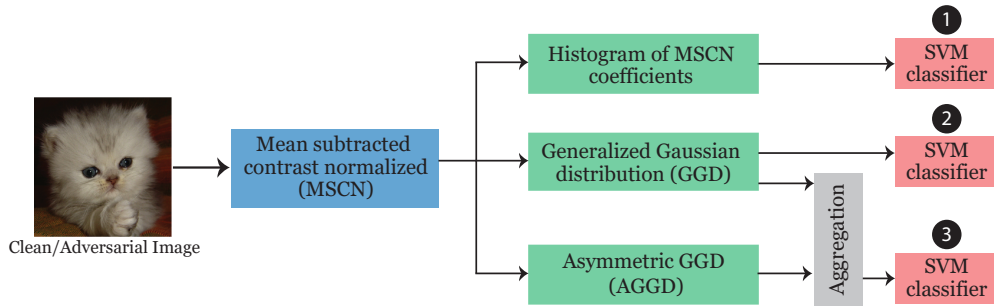 Clean/Adversarial Image
Mean subtracted
contrast normalized
(MSCN)
Histogram of MSCN
coefficients
Generalized Gaussian
distribution (GGD)
Asymmetric GGD
(AGGD)
Aggregation
1
SVM
classifier
2
SVM
classifier
3
SVM
classifier